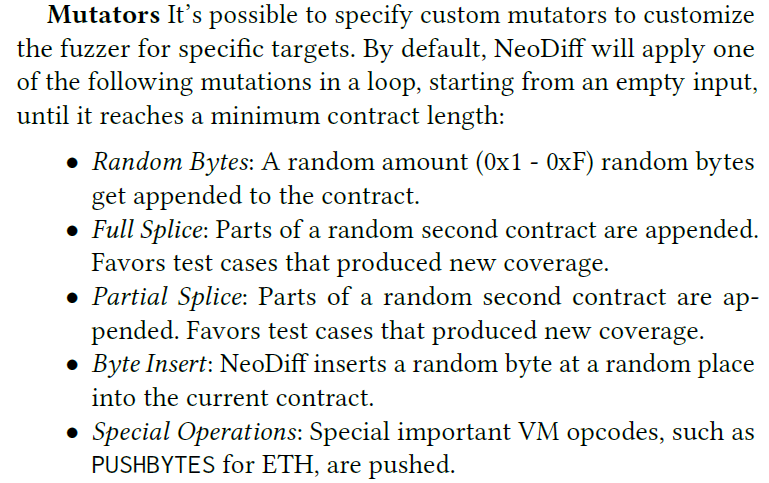 Mutators It's possible to specify custom mutators to customize
the fuzzer for specific targets. By default, NeoDiff will apply one
of the following mutations in a loop, starting from an empty input,
until it reaches a minimum contract length:
• Random Bytes: A random amount (0x1 - 0xF) random bytes
get appended to the contract.
• Full Splice: Parts of a random second contract are appended.
Favors test cases that produced new coverage.
• Partial Splice: Parts of a random second contract are ap-
pended. Favors test cases that produced new coverage.
• Byte Insert: NeoDiff inserts a random byte at a random place
into the current contract.
• Special Operations: Special important VM opcodes, such as
PUSHBYTES for ETH, are pushed.